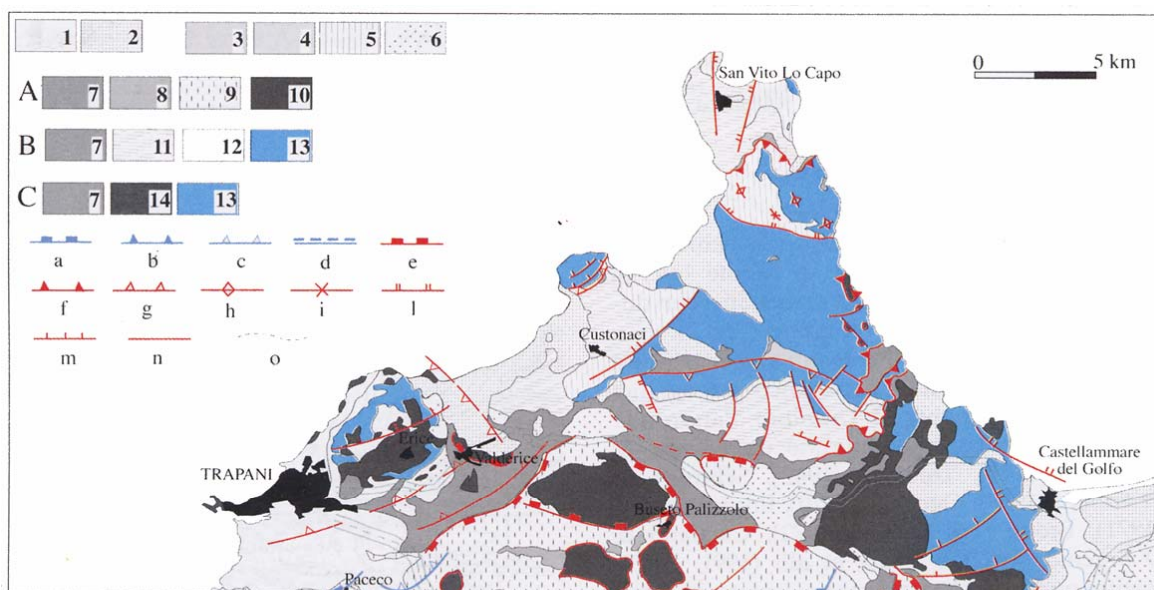 1 2 3 4 5 6
A 7 8 9 10
B 7 11 12 13
C 7 14 13
a b c d e
f g h i l
m n o
0 5 km
San Vito Lo Capo
Custonaci
Erice
Valderice
TRAPANI
Castellammare
del Golfo
Buseto Palizzolo
Paceco